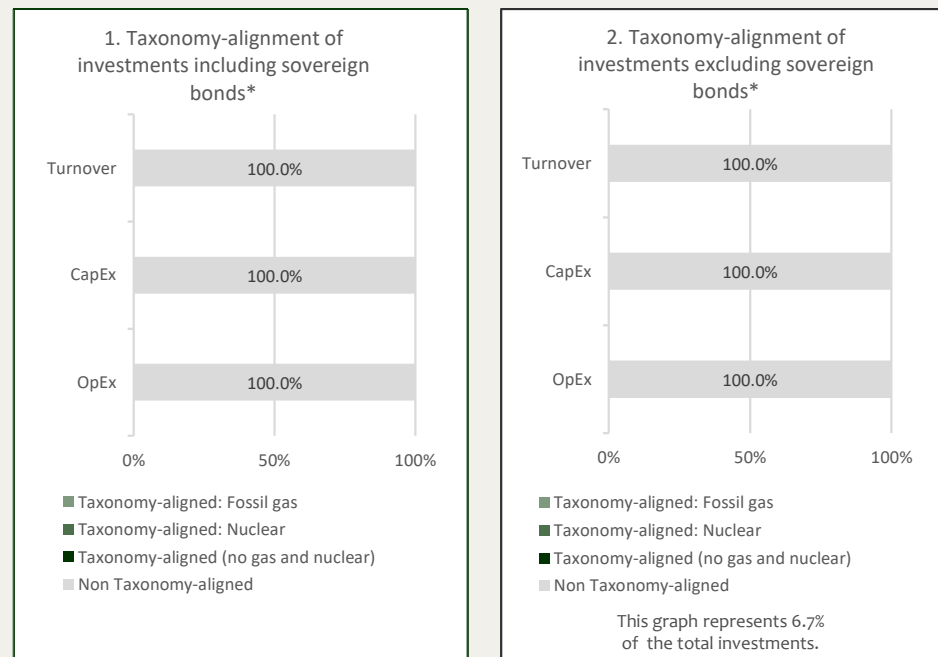 1. Taxonomy-alignment of
investments including sovereign
bonds*
Turnover
100.0%
CapEx
100.0%
OpEx
100.0%
0%
50%
100%
Taxonomy-aligned: Fossil gas
Taxonomy-aligned: Nuclear
Taxonomy-aligned (no gas and nuclear)
Non Taxonomy-aligned
2. Taxonomy-alignment of
investments excluding sovereign
bonds*
Turnover
100.0%
CapEx
100.0%
OpEx
100.0%
0%
50%
100%
Taxonomy-aligned: Fossil gas
Taxonomy-aligned: Nuclear
Taxonomy-aligned (no gas and nuclear)
Non Taxonomy-aligned
This graph represents 6.7%
of the total investments.